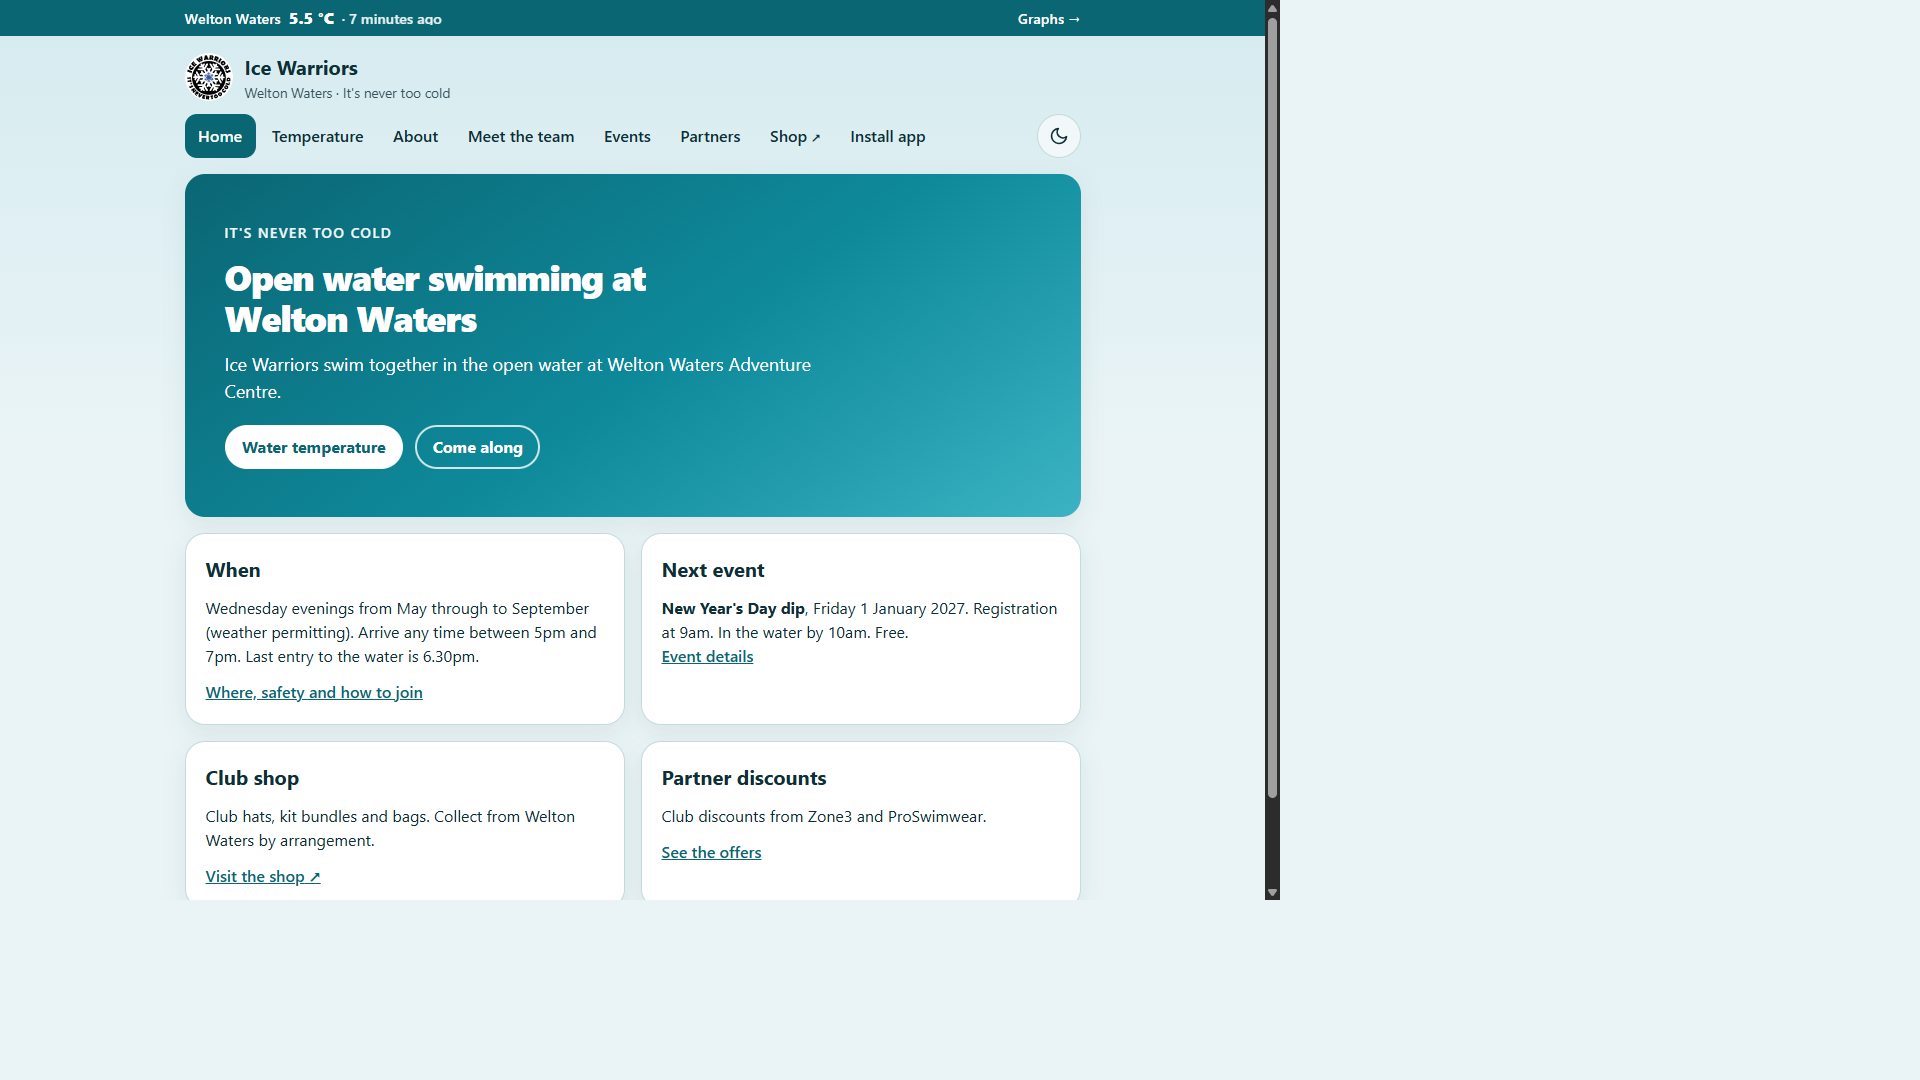 Welton Waters 5.5 °C · 7 minutes ago
Graphs →
ICE WARRIORS
IT'S NEVER TOO COLD
Ice Warriors
Welton Waters · It's never too cold
Home
Temperature
About
Meet the team
Events
Partners
Shop ↗
Install app
IT'S NEVER TOO COLD
Open water swimming at
Welton Waters
Ice Warriors swim together in the open water at Welton Waters Adventure
Centre.
Water temperature
Come along
When
Wednesday evenings from May through to September
(weather permitting). Arrive any time between 5pm and
7pm. Last entry to the water is 6.30pm.
Where, safety and how to join
Next event
New Year's Day dip, Friday 1 January 2027. Registration
at 9am. In the water by 10am. Free.
Event details
Club shop
Club hats, kit bundles and bags. Collect from Welton
Waters by arrangement.
Visit the shop ↗
Partner discounts
Club discounts from Zone3 and ProSwimwear.
See the offers